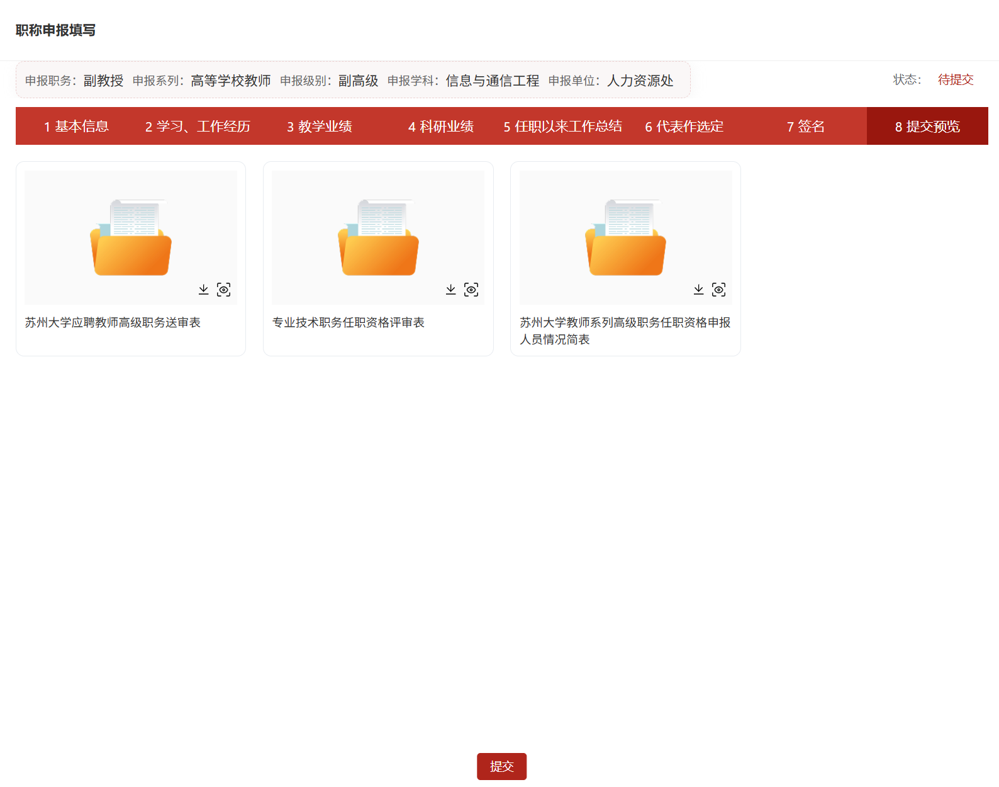 职称申报填写
申报职务：副教授 申报系列：高等学校教师 申报级别：副高级 申报学科：信息与通信工程 申报单位：人力资源处
状态： 待提交
1 基本信息 2 学习、工作经历 3 教学业绩 4 科研业绩 5 任职以来工作总结 6 代表作选定 7 签名 8 提交预览
苏州大学应聘教师高级职务送审表
专业技术职务任职资格评审表
苏州大学教师系列高级职务任职资格申报
人员情况简表
提交